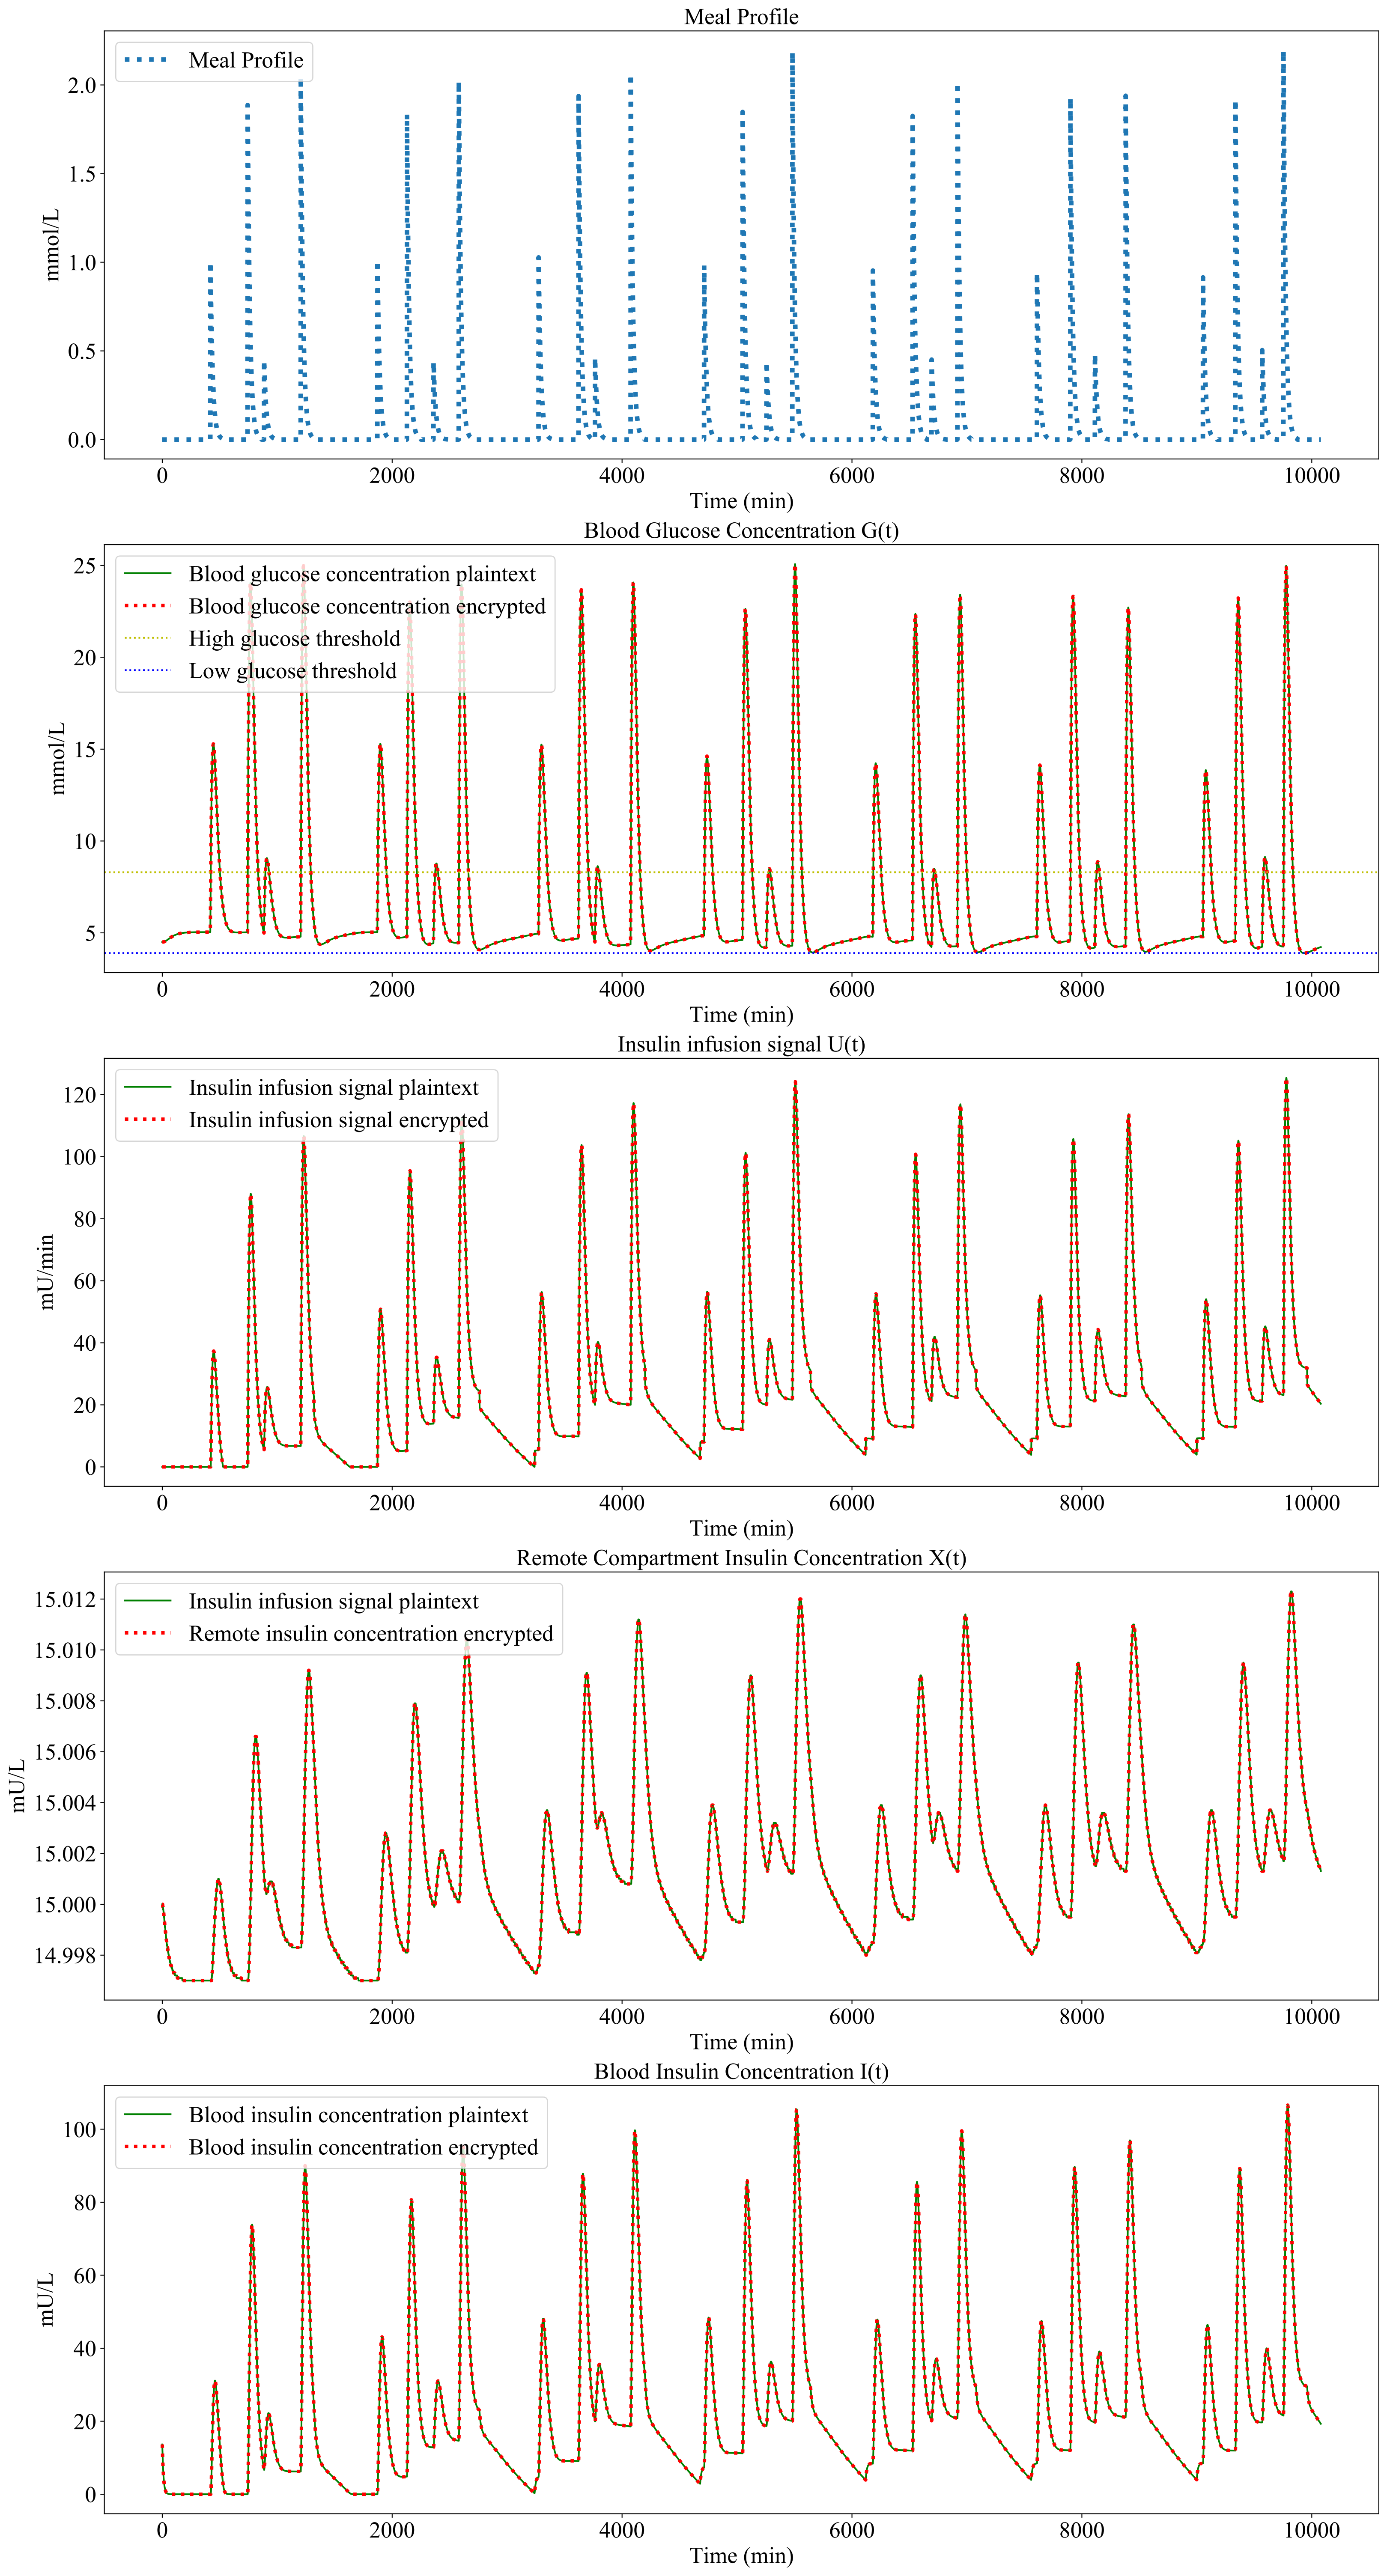 Meal Profile
Meal Profile
2.0
1.5
1.0
0.5
0.0
mmol/L
0 2000 4000 6000 8000 10000
Time (min)
Blood Glucose Concentration G(t)
Blood glucose concentration plaintext
Blood glucose concentration encrypted
High glucose threshold
Low glucose threshold
25
20
15
10
5
mmol/L
0 2000 4000 6000 8000 10000
Time (min)
Insulin infusion signal U(t)
Insulin infusion signal plaintext
Insulin infusion signal encrypted
120
100
80
60
40
20
0
mU/min
0 2000 4000 6000 8000 10000
Time (min)
Remote Compartment Insulin Concentration X(t)
Insulin infusion signal plaintext
Remote insulin concentration encrypted
15.012
15.010
15.008
15.006
15.004
15.002
15.000
14.998
mU/L
0 2000 4000 6000 8000 10000
Time (min)
Blood Insulin Concentration I(t)
Blood insulin concentration plaintext
Blood insulin concentration encrypted
100
80
60
40
20
0
mU/L
0 2000 4000 6000 8000 10000
Time (min)